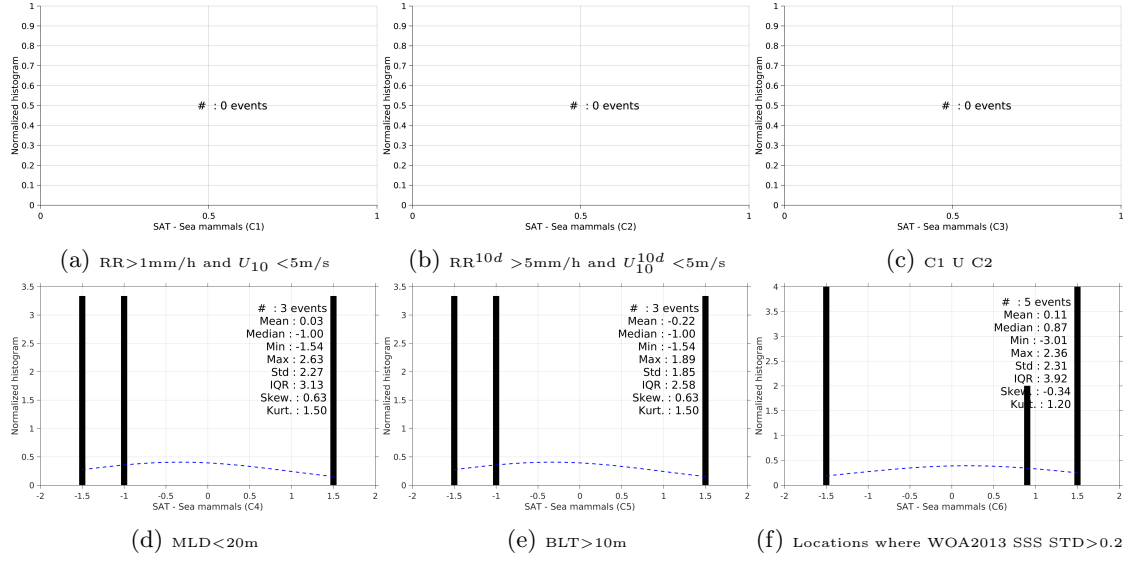 1
0.9
0.8
0.7
0.6
0.5
0.4
0.3
0.2
0.1
0
Normalized histogram
# : 0 events
0 0.5 1
SAT - Sea mammals (C1)
(a) RR>1mm/h and U10 <5m/s
1
0.9
0.8
0.7
0.6
0.5
0.4
0.3
0.2
0.1
0
Normalized histogram
# : 0 events
0 0.5 1
SAT - Sea mammals (C2)
(b) RR10d >5mm/h and U10 10d <5m/s
1
0.9
0.8
0.7
0.6
0.5
0.4
0.3
0.2
0.1
0
Normalized histogram
# : 0 events
0 0.5 1
SAT - Sea mammals (C3)
(c) C1 U C2
3.5
3
2.5
2
1.5
1
0.5
0
Normalized histogram
# : 3 events
Mean : 0.03
Median : -1.00
Min : -1.54
Max : 2.63
Std : 2.27
IQR : 3.13
Skew. : 0.63
Kurt. : 1.50
-2 -1.5 -1 -0.5 0 0.5 1 1.5 2
SAT - Sea mammals (C4)
(d) MLD<20m
3.5
3
2.5
2
1.5
1
0.5
0
Normalized histogram
# : 3 events
Mean : -0.22
Median : -1.00
Min : -1.54
Max : 1.89
Std : 1.85
IQR : 2.58
Skew. : 0.63
Kurt. : 1.50
-2 -1.5 -1 -0.5 0 0.5 1 1.5 2
SAT - Sea mammals (C5)
(e) BLT>10m
4
3.5
3
2.5
2
1.5
1
0.5
0
Normalized histogram
# : 5 events
Mean : 0.11
Median : 0.87
Min : -3.01
Max : 2.36
Std : 2.31
IQR : 3.92
Skew. : -0.34
Kurt. : 1.20
-2 -1.5 -1 -0.5 0 0.5 1 1.5 2
SAT - Sea mammals (C6)
(f) Locations where WOA2013 SSS STD>0.2